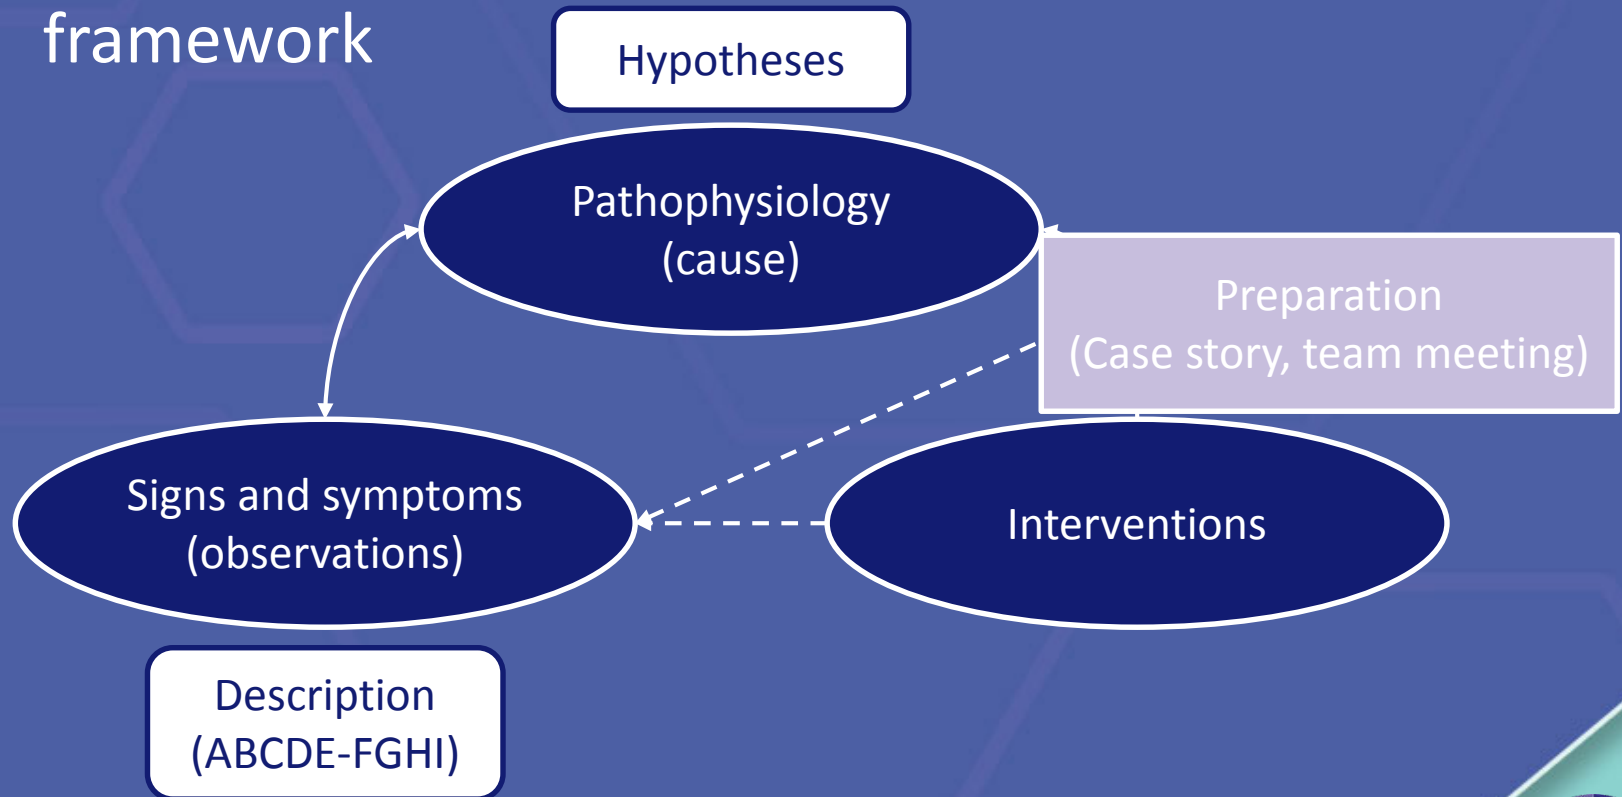 framework
Hypotheses
Pathophysiology
(cause)
Preparation
(Case story, team meeting)
Signs and symptoms
(observations)
Interventions
Description
(ABCDE-FGHI)